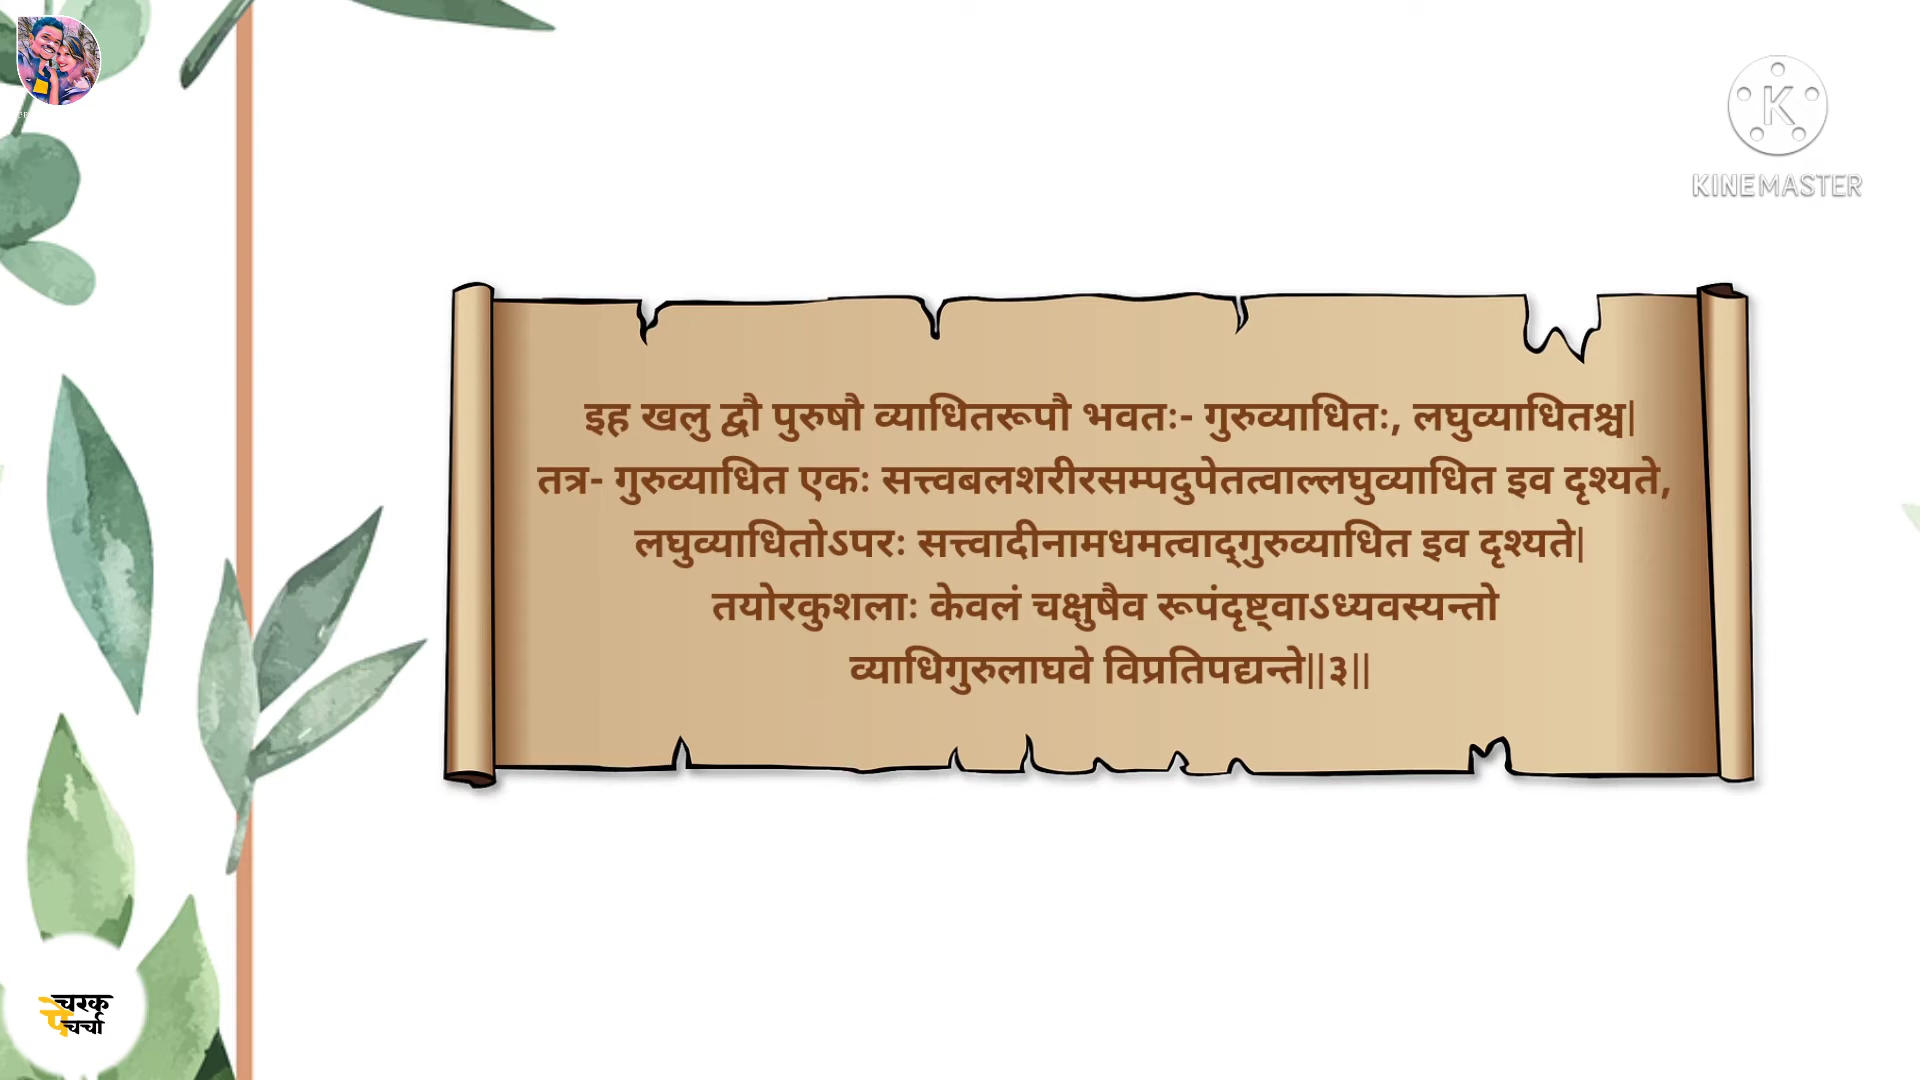 KINEMASTER
इह खलु द्वौ पुरुषौ व्याधितरूपौ भवतः- गुरुव्याधितः, लघुव्याधितश्च|
तत्र- गुरुव्याधित एकः सत्त्वबलशरीरसम्पदुपेतत्वाल्लघुव्याधित इव दृश्यते,
लघुव्याधितोऽपरः सत्त्वादीनामधमत्वाद्गुरुव्याधित इव दृश्यते|
तयोरकुशलाः केवलं चक्षुषैव रूपंदृष्ट्वाऽध्यवस्यन्तो
व्याधिगुरुलाघवे विप्रतिपद्यन्ते||३||
चरक
पे चर्चा